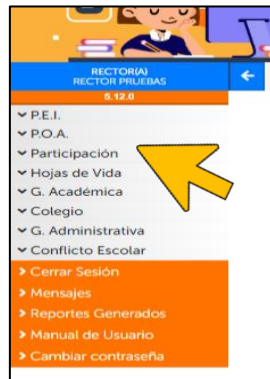 RECTOR(A)
RECTOR PRUEBAS
5.12.0
P.E.I.
P.O.A.
Participación
Hojas de Vida
G. Académica
Colegio
G. Administrativa
Conflicto Escolar
Cerrar Sesión
Mensajes
Reportes Generados
Manual de Usuario
Cambiar contraseña